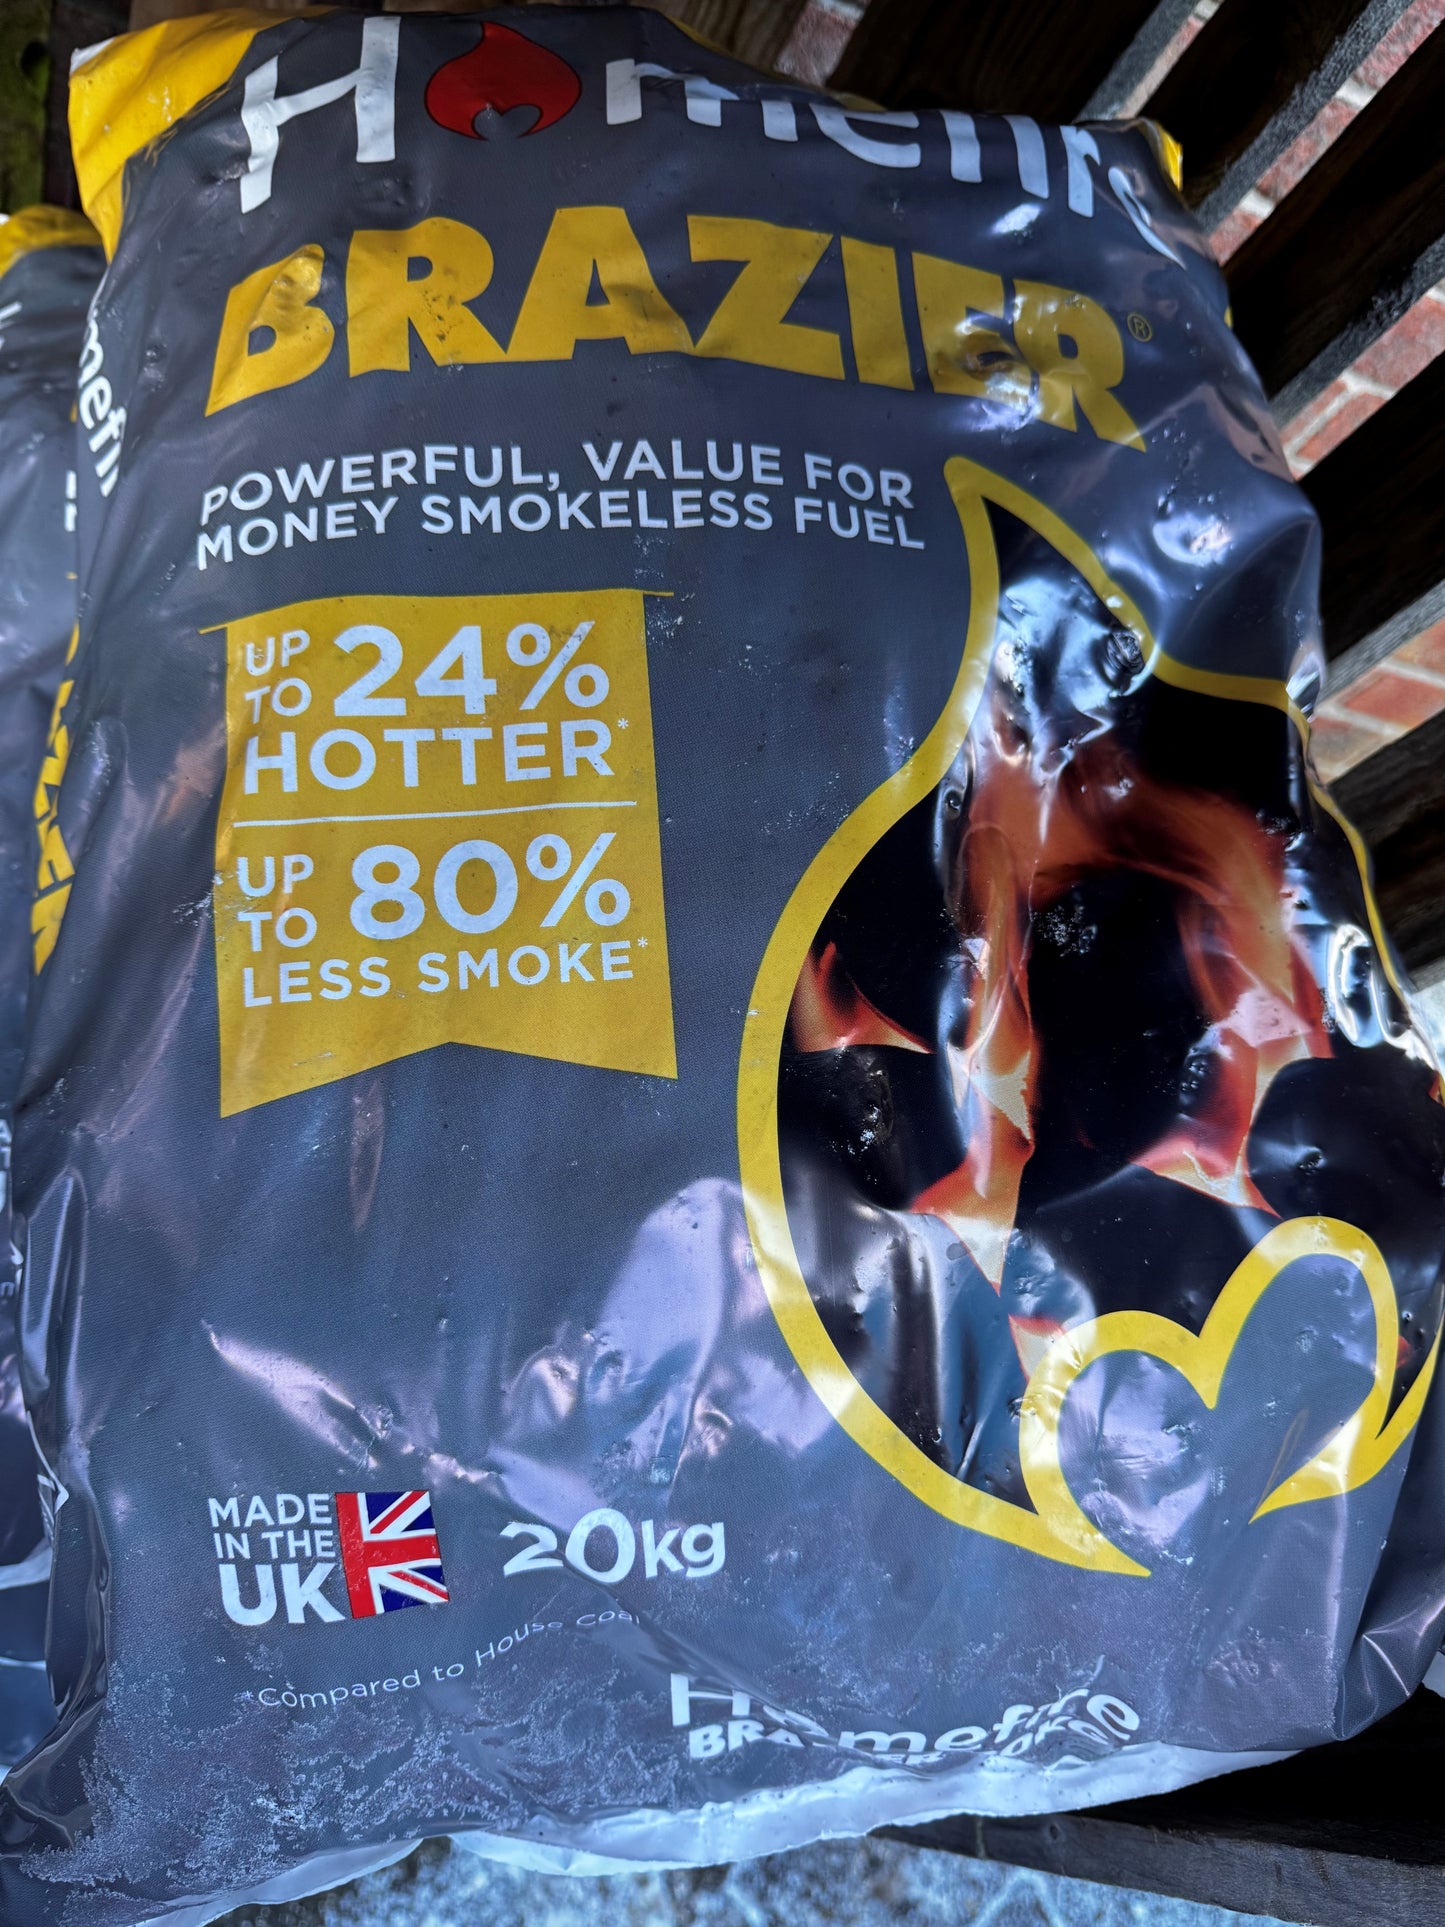 Homefire
BRAZIER®
POWERFUL, VALUE FOR
MONEY SMOKELESS FUEL
UP
TO 24%
HOTTER*
UP
TO 80%
LESS SMOKE*
MADE
IN THE
UK
20kg
*Compared to House coal
Homefire